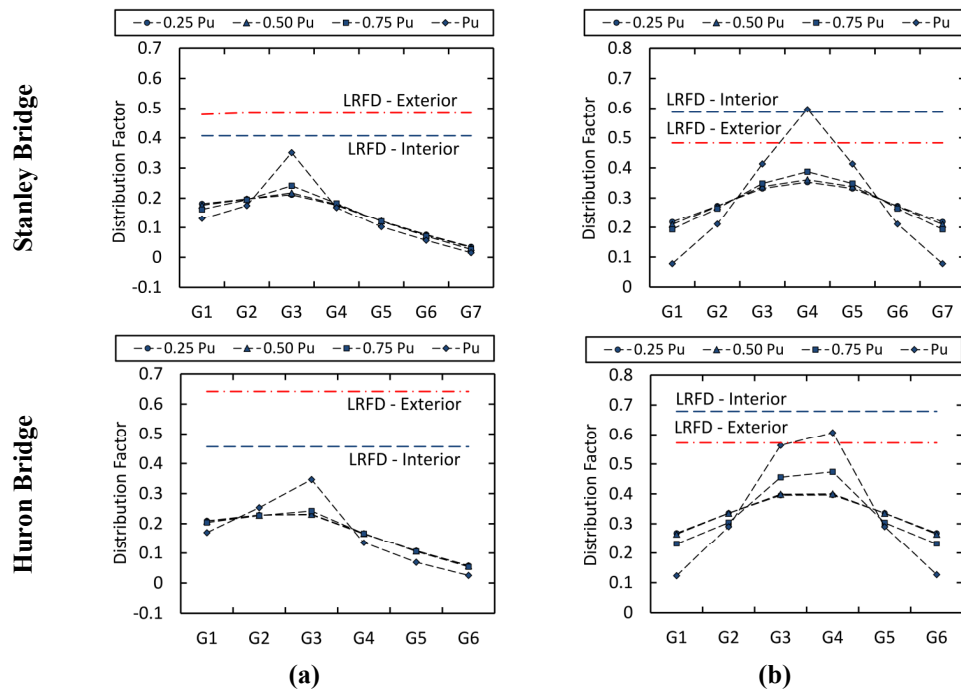 0.25 Pu 0.50 Pu 0.75 Pu Pu
0.7
0.6
0.5
0.4
0.3
0.2
0.1
0
-0.1
Distribution Factor
LRFD - Exterior
LRFD - Interior
G1 G2 G3 G4 G5 G6 G7
Stanley Bridge
0.25 Pu 0.50 Pu 0.75 Pu Pu
0.8
0.7
0.6
0.5
0.4
0.3
0.2
0.1
0
Distribution Factor
LRFD - Interior
LRFD - Exterior
G1 G2 G3 G4 G5 G6 G7
0.25 Pu 0.50 Pu 0.75 Pu Pu
0.7
0.6
0.5
0.4
0.3
0.2
0.1
0
-0.1
Distribution Factor
LRFD - Exterior
LRFD - Interior
G1 G2 G3 G4 G5 G6
Huron Bridge
0.25 Pu 0.50 Pu 0.75 Pu Pu
0.8
0.7
0.6
0.5
0.4
0.3
0.2
0.1
0
Distribution Factor
LRFD - Interior
LRFD - Exterior
G1 G2 G3 G4 G5 G6
(a)
(b)